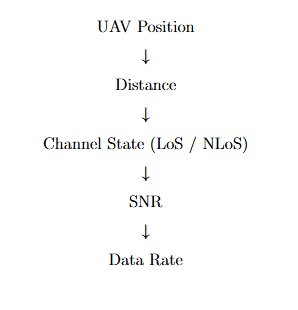 UAV Position
↓
Distance
↓
Channel State (LoS / NLoS)
↓
SNR
↓
Data Rate